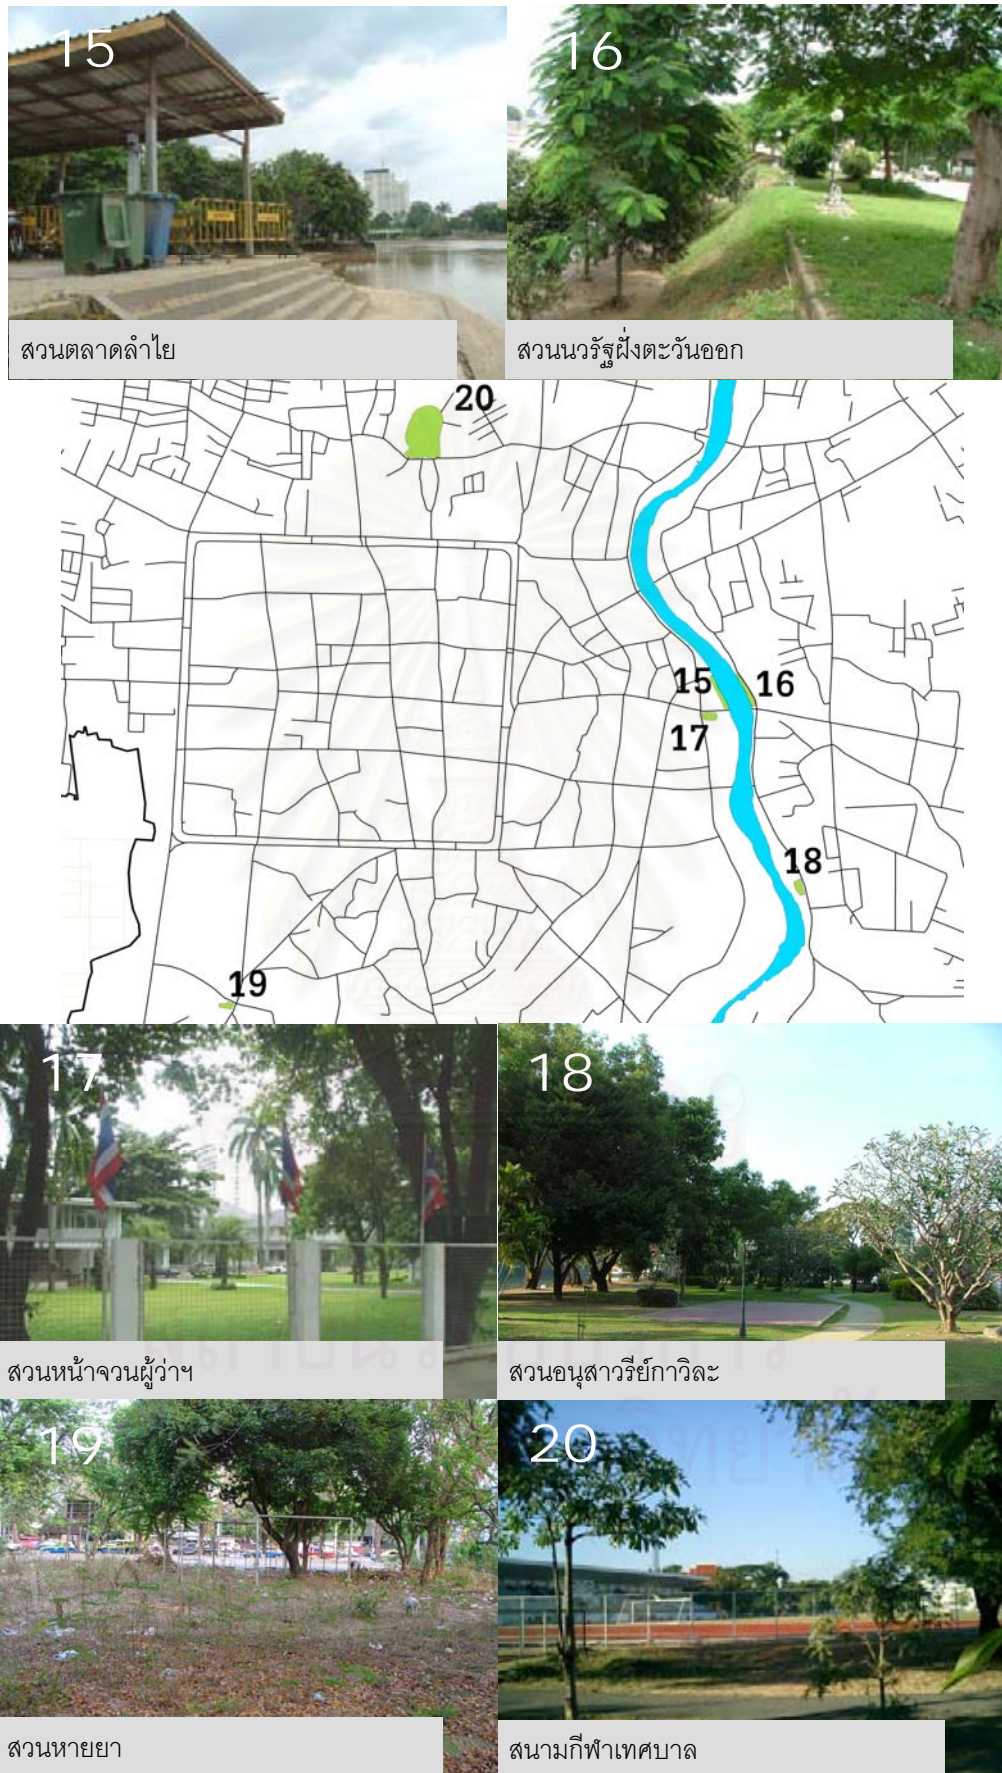 15
16
สวนตลาดลำไย
สวนนวรัฐฝั่งตะวันออก
20
15
16
17
18
19
17
18
สวนหน้าจวนผู้ว่าฯ
สวนอนุสาวรีย์กาวิละ
19
20
สวนหายยา
สนามกีฬาเทศบาล